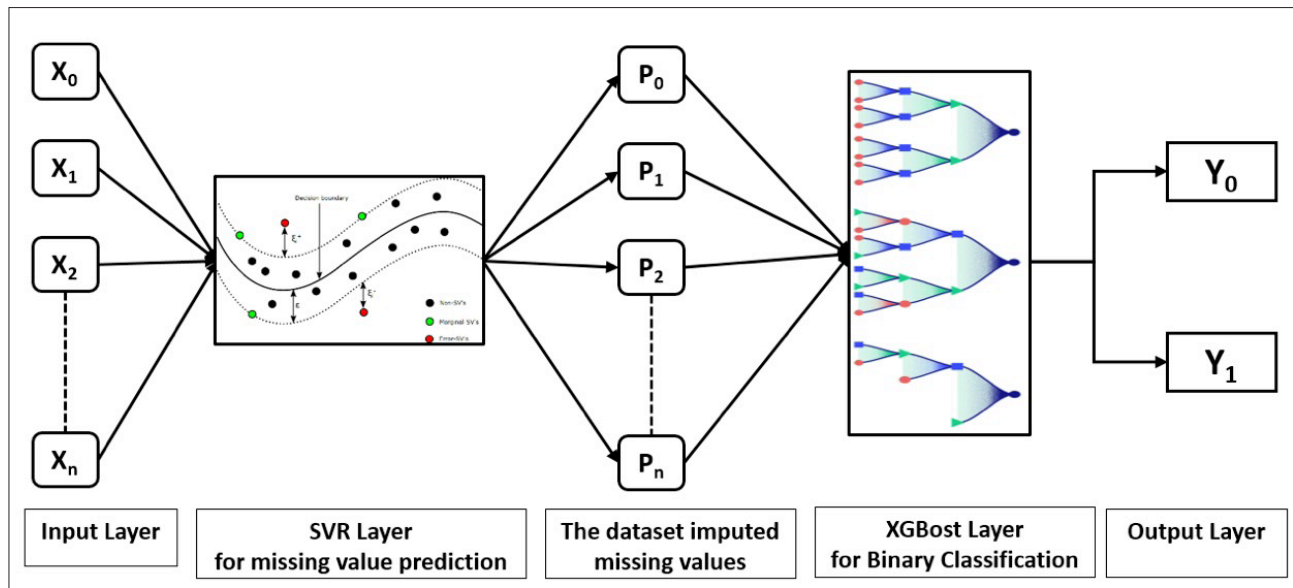 X0
X1
X2
Xn
Decision boundary
ξ+
ε
ξ-
Non-SV's
Marginal SV's
Error-SV's
P0
P1
P2
Pn
Y0
Y1
Input Layer
SVR Layer
for missing value prediction
The dataset imputed
missing values
XGBost Layer
for Binary Classification
Output Layer